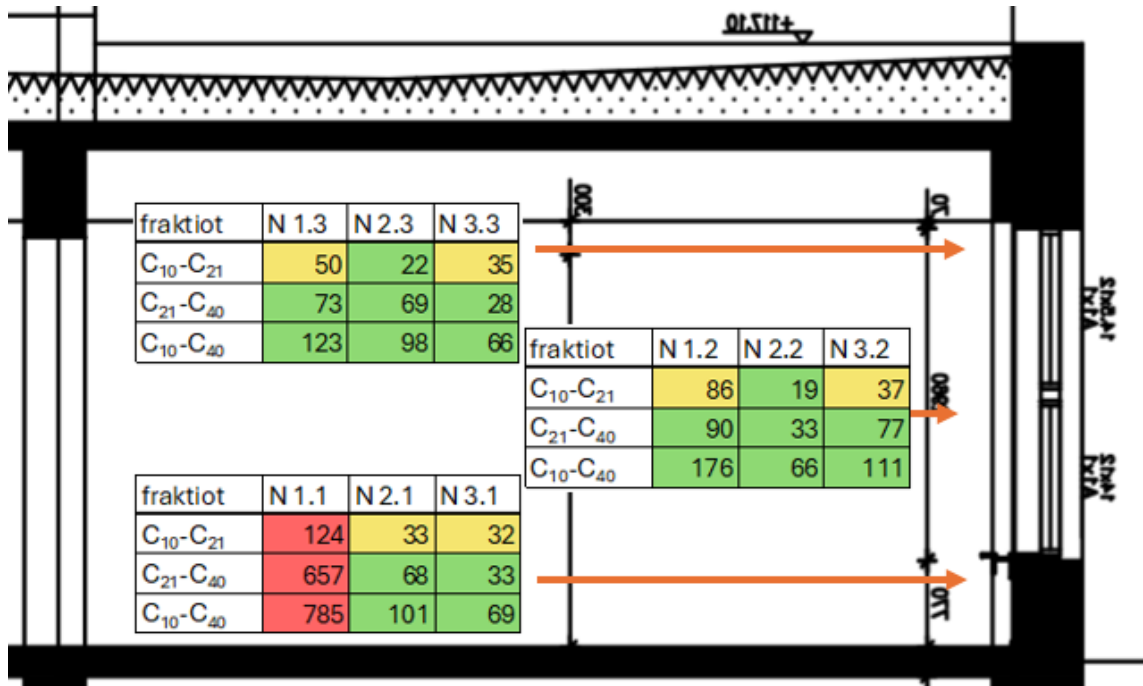 +117.10
300
70
fraktiot N 1.3 N 2.3 N 3.3
C₁₀-C₂₁ 50 22 35
C₂₁-C₄₀ 73 69 28
C₁₀-C₄₀ 123 98 66
fraktiot N 1.2 N 2.2 N 3.2
C₁₀-C₂₁ 86 19 37
C₂₁-C₄₀ 90 33 77
C₁₀-C₄₀ 176 66 111
fraktiot N 1.1 N 2.1 N 3.1
C₁₀-C₂₁ 124 33 32
C₂₁-C₄₀ 657 68 33
C₁₀-C₄₀ 785 101 69
770